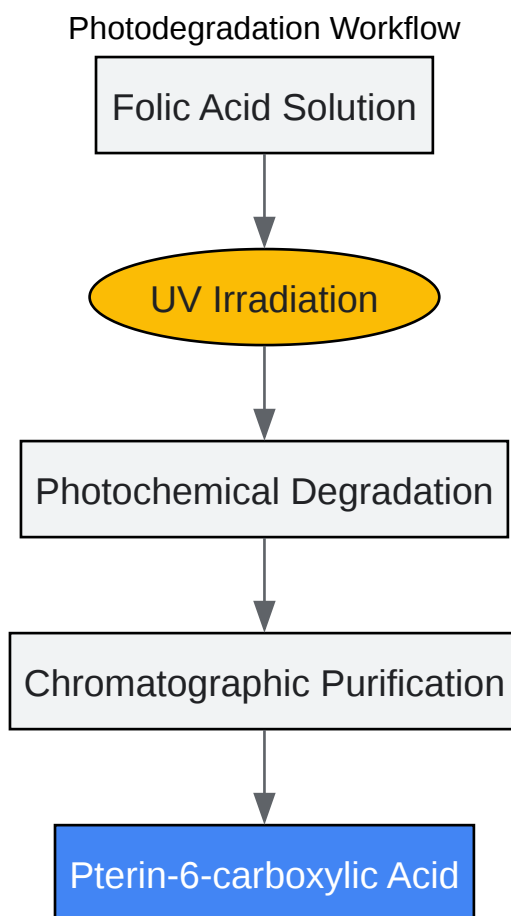 Photodegradation Workflow
Folic Acid Solution
UV Irradiation
Photochemical Degradation
Chromatographic Purification
Pterin-6-carboxylic Acid